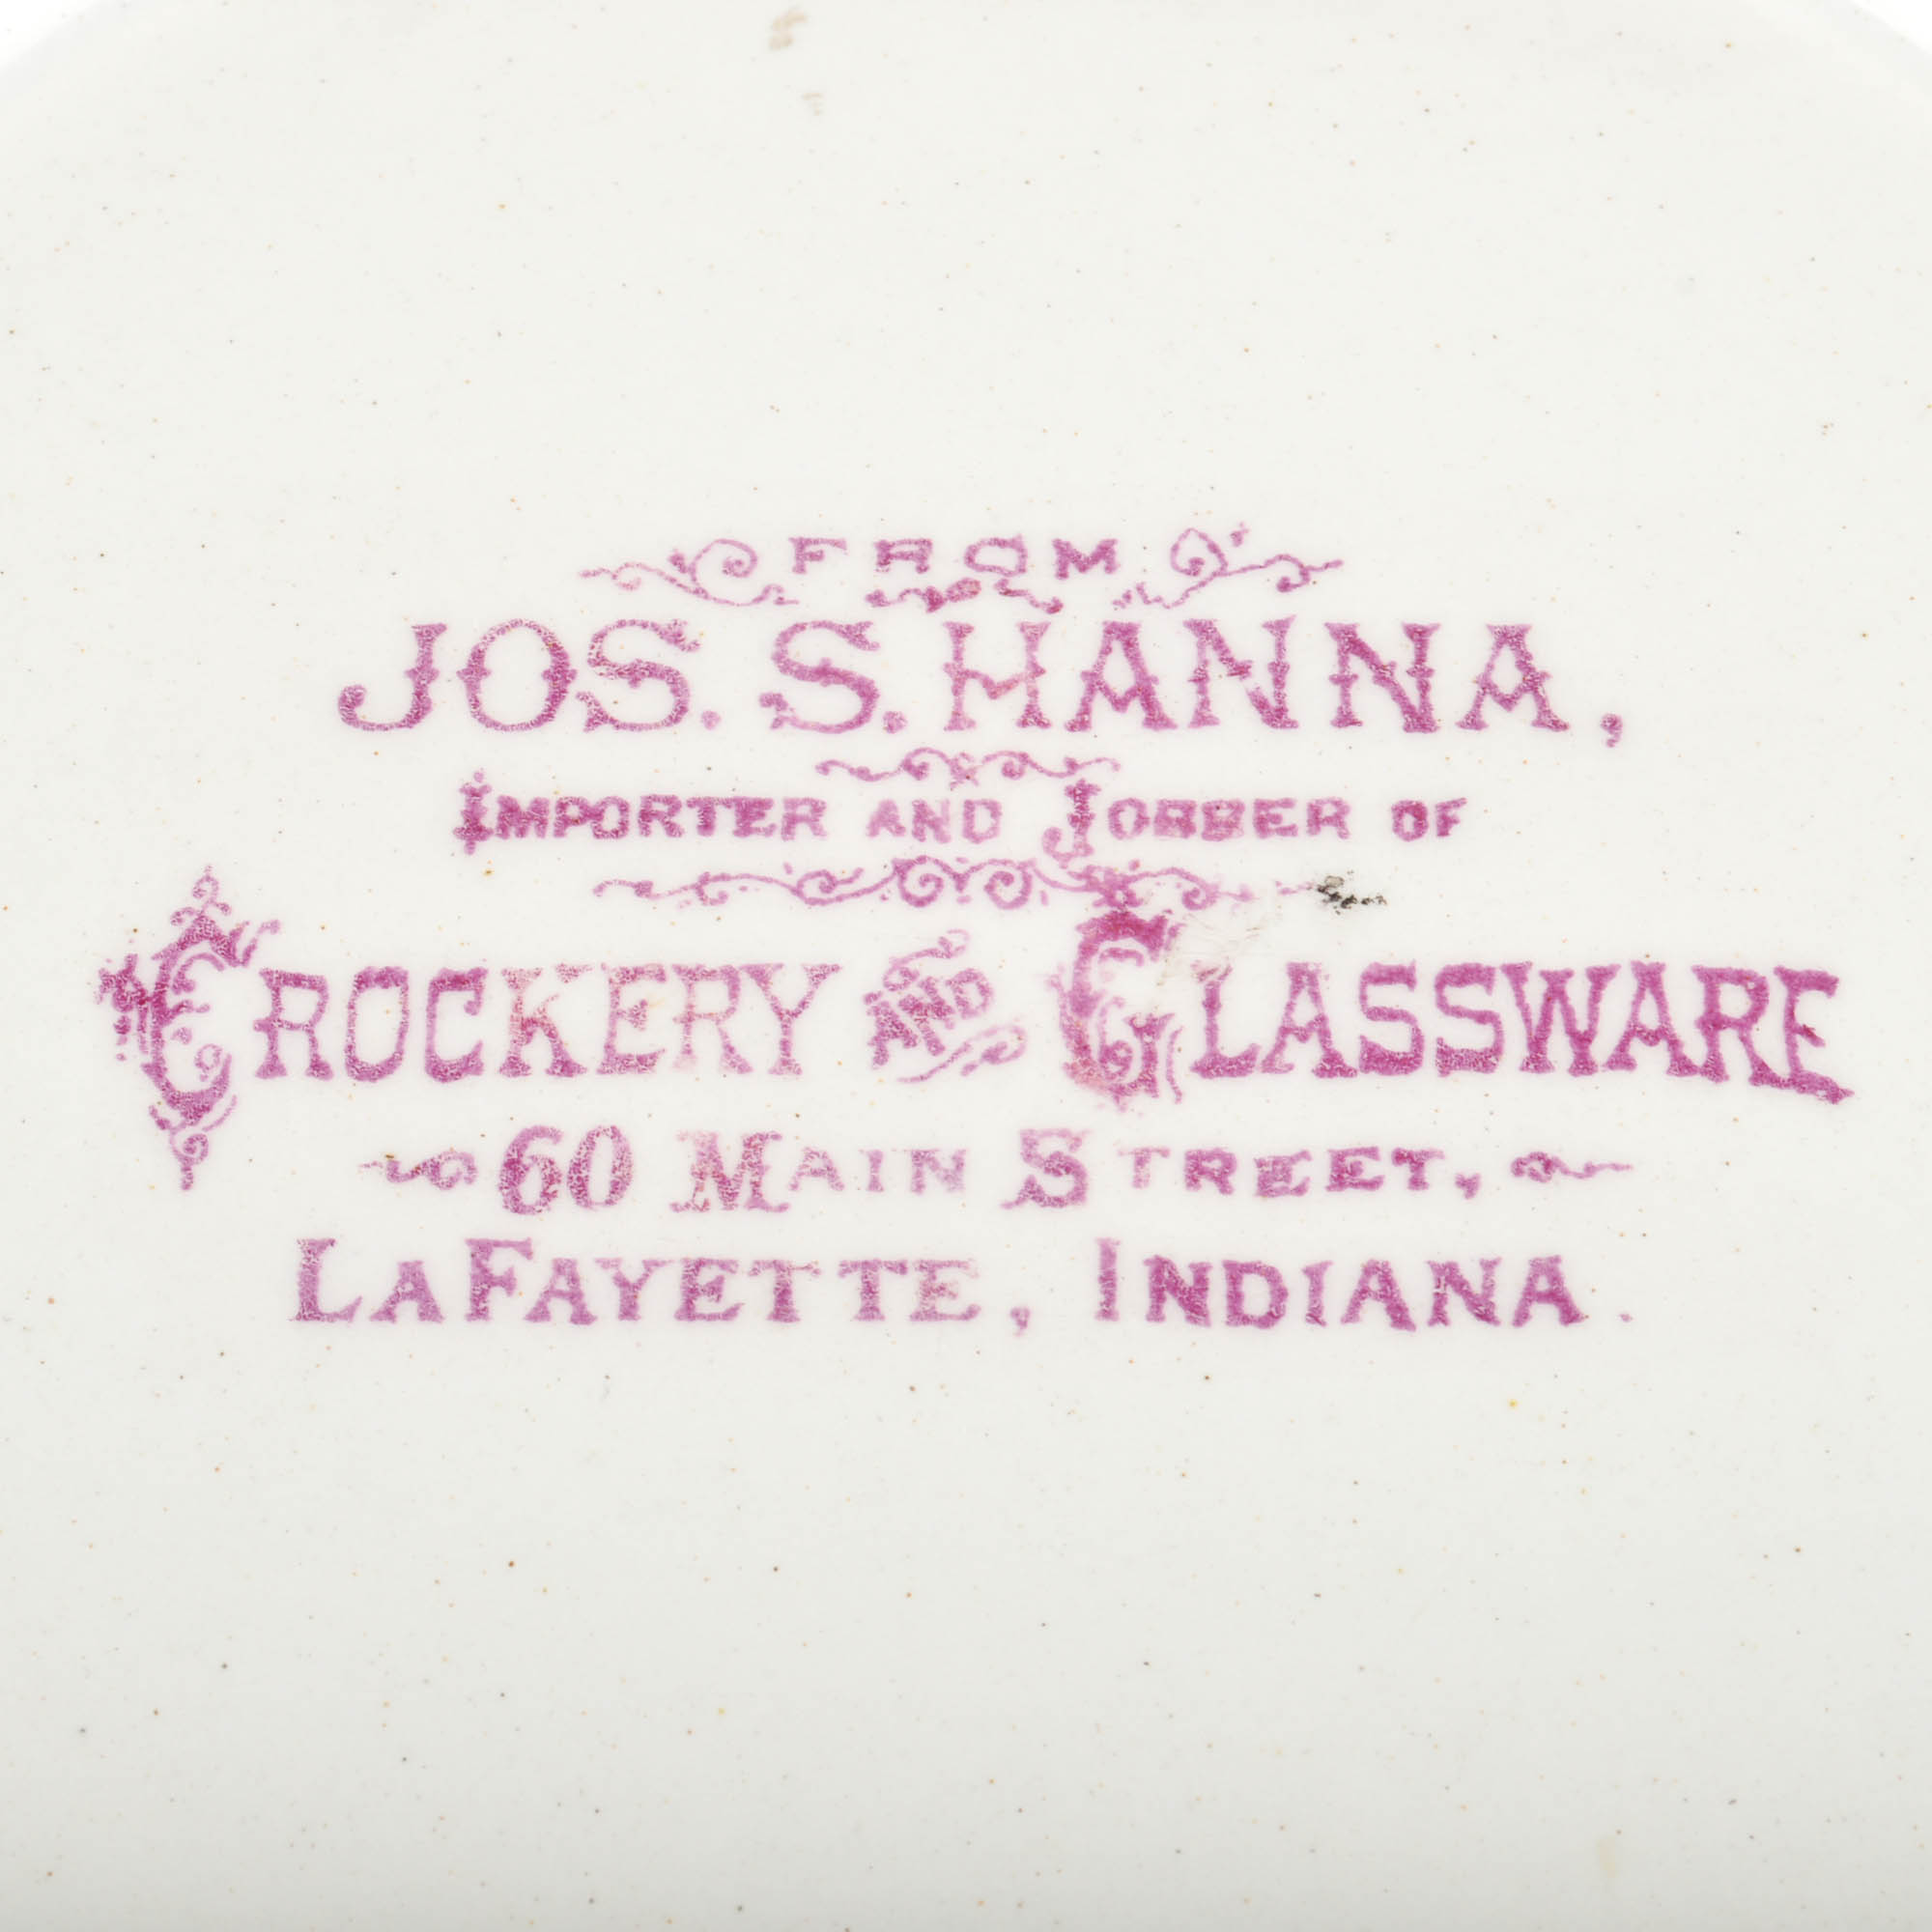 FROM
JOS. S. HANNA,
IMPORTER AND JOBBER OF
CROCKERY AND GLASSWARE
60 MAIN STREET,
LAFAYETTE, INDIANA.